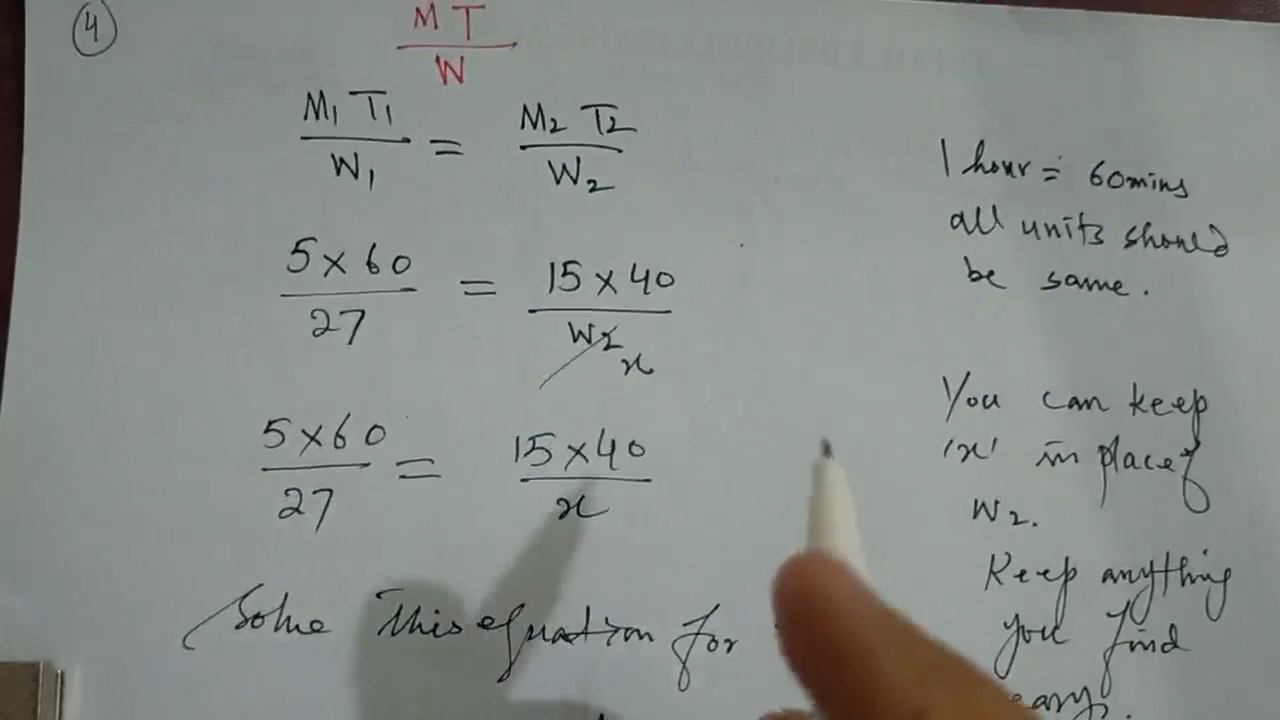 4
M T
W
M1 T1 = M2 T2
W1 W2
5 x 60 = 15 x 40
27 W2
x
5 x 60 = 15 x 40
27 x
Solve This equation for
1 hour = 60mins
all units should
be same.
You can keep
'x' in place of
W2.
Keep anything
you find
easy.